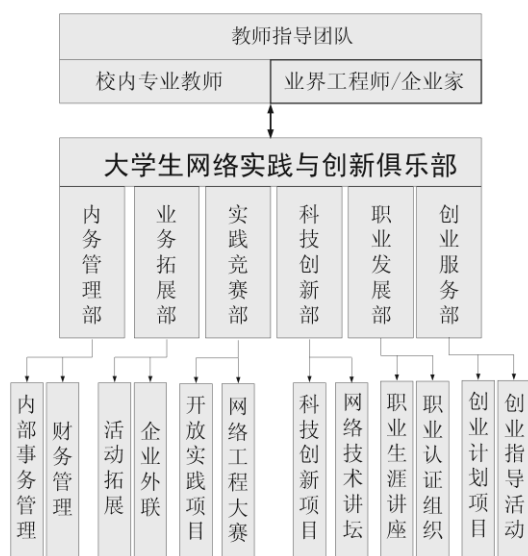 教师指导团队
校内专业教师
业界工程师/企业家
大学生网络实践与创新俱乐部
内务管理部
业务拓展部
实践竞赛部
科技创新部
职业发展部
创业服务部
内部事务管理
财务管理
活动拓展
企业外联
开放实践项目
网络工程大赛
科技创新项目
网络技术讲坛
职业生涯讲座
职业认证组织
创业计划项目
创业指导活动